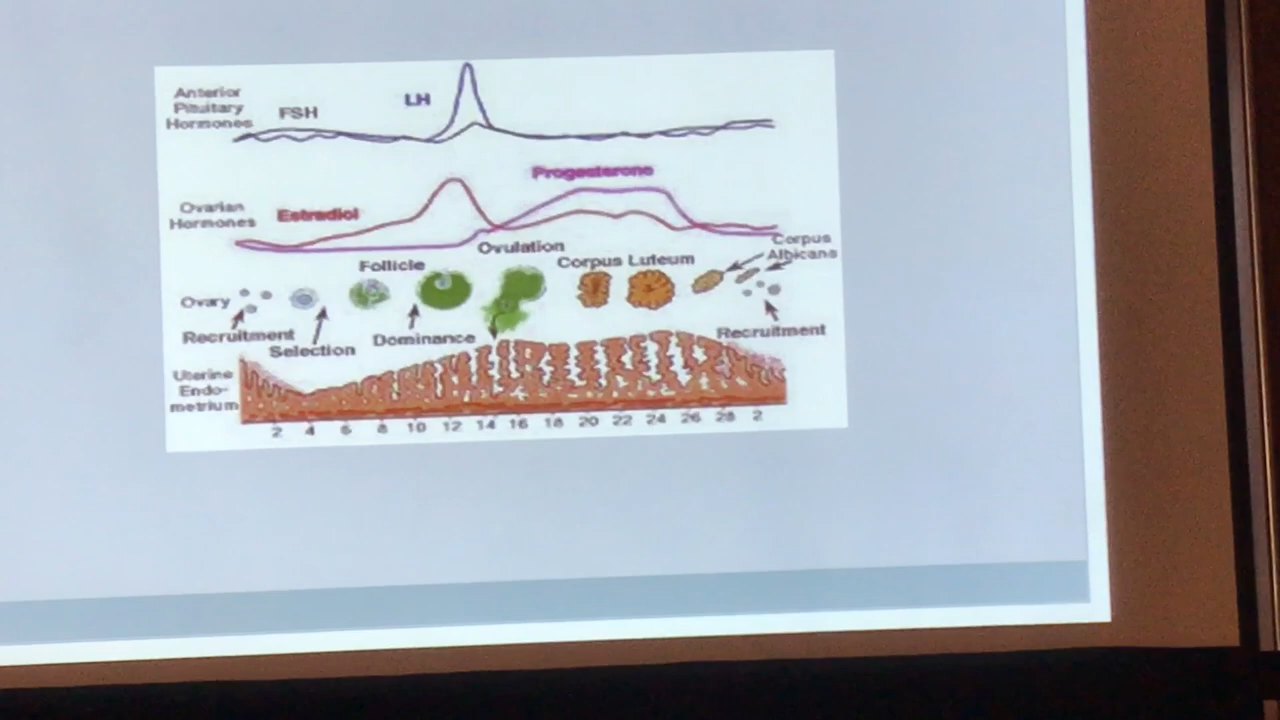 Anterior
Pituitary
Hormones
FSH
LH
Progesterone
Ovarian
Hormones
Estradiol
Ovulation
Corpus
Albicans
Follicle
Corpus Luteum
Ovary
Recruitment
Selection
Dominance
Recruitment
Uterine
Endo-
metrium
2 4 6 8 10 12 14 16 18 20 22 24 26 28 2